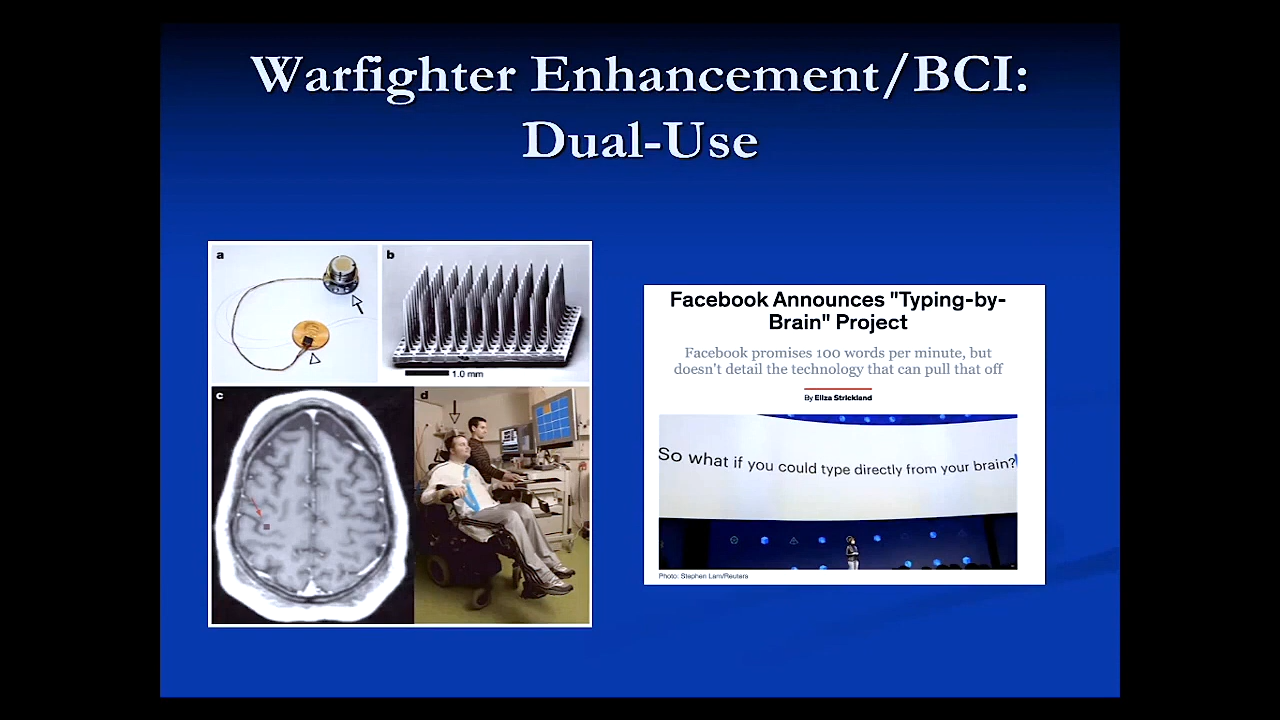 Warfighter Enhancement/BCI:
Dual-Use
a
b
1.0 mm
c
d
Facebook Announces "Typing-by-
Brain" Project
Facebook promises 100 words per minute, but
doesn't detail the technology that can pull that off
By Eliza Strickland
So what if you could type directly from your brain?
Photo: Stephen Lam/Reuters